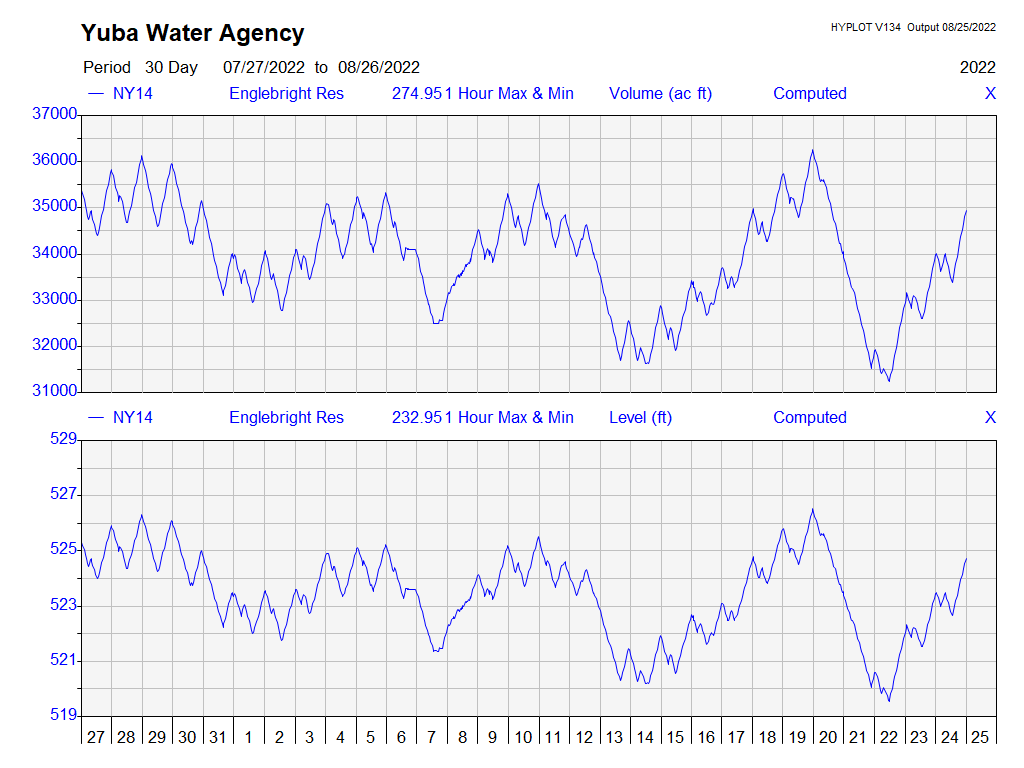 Yuba Water Agency
HYPLOT V134 Output 08/25/2022
Period 30 Day 07/27/2022 to 08/26/2022 2022
NY14 Englebright Res 274.951 Hour Max & Min Volume (ac ft) Computed X
37000
36000
35000
34000
33000
32000
31000
NY14 Englebright Res 232.951 Hour Max & Min Level (ft) Computed X
529
527
525
523
521
519
27 28 29 30 31 1 2 3 4 5 6 7 8 9 10 11 12 13 14 15 16 17 18 19 20 21 22 23 24 25